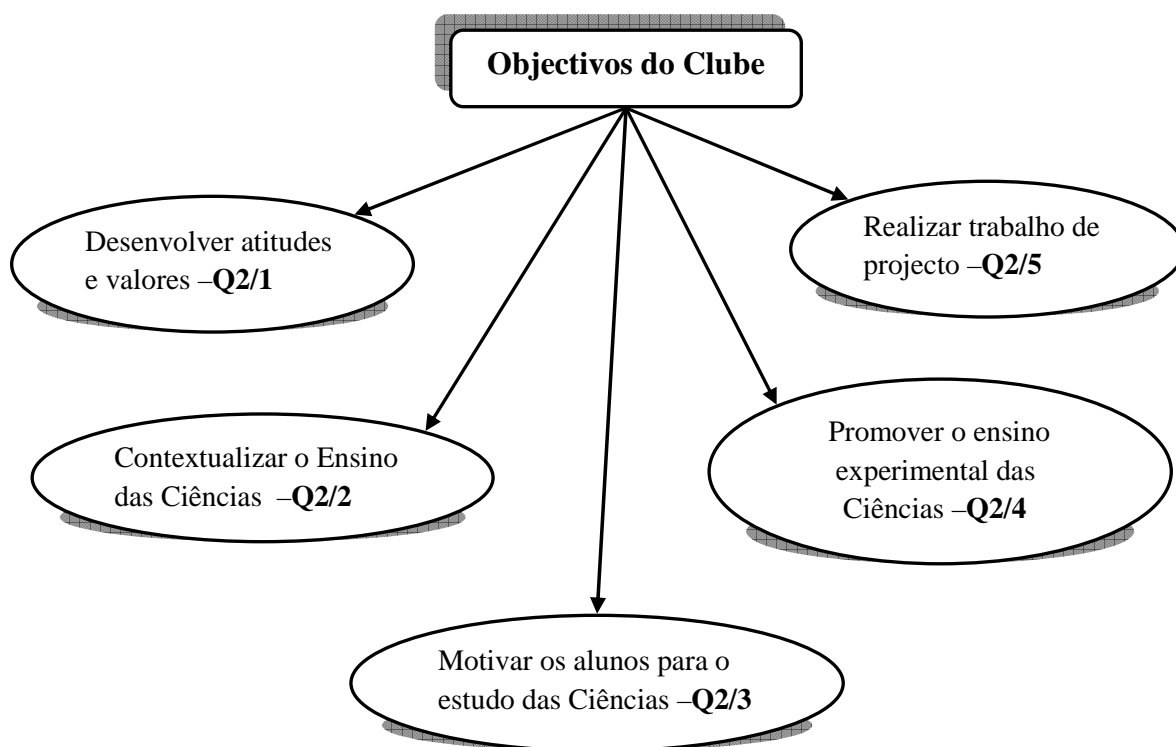 Objectivos do Clube
Desenvolver atitudes
e valores –Q2/1
Realizar trabalho de
projecto –Q2/5
Contextualizar o Ensino
das Ciências –Q2/2
Promover o ensino
experimental das
Ciências –Q2/4
Motivar os alunos para o
estudo das Ciências –Q2/3